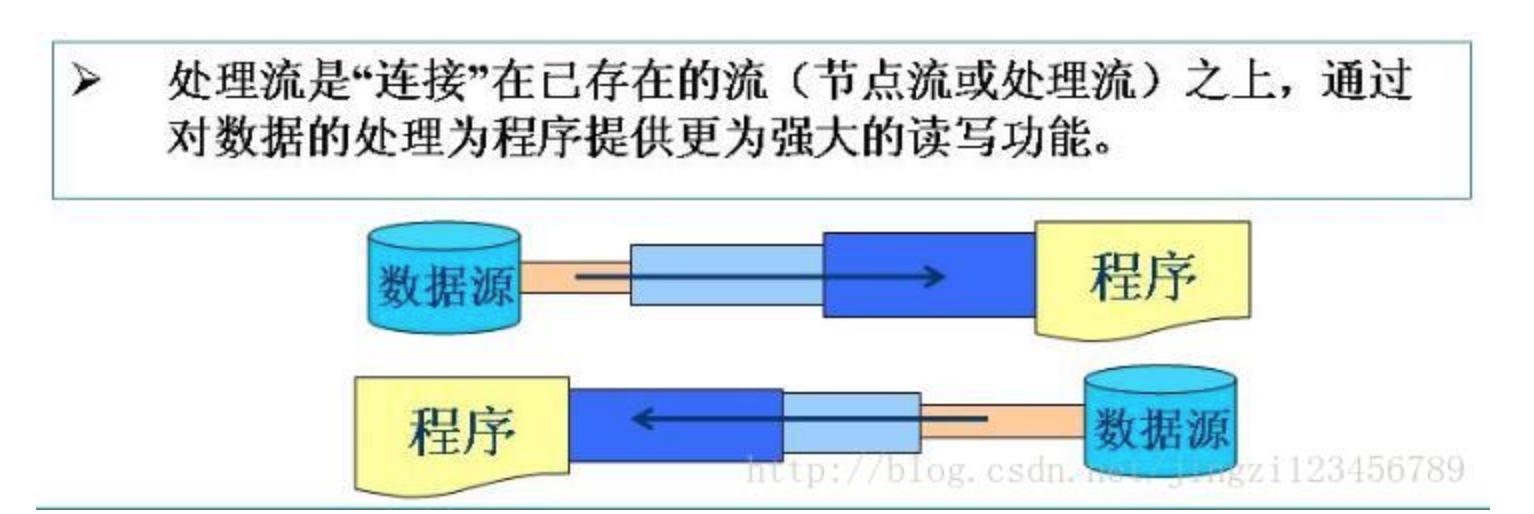 ➢ 处理流是“连接”在已存在的流（节点流或处理流）之上，通过
对数据的处理为程序提供更为强大的读写功能。
数据源
程序
程序
数据源
http://blog.csdn.net/jingzi123456789